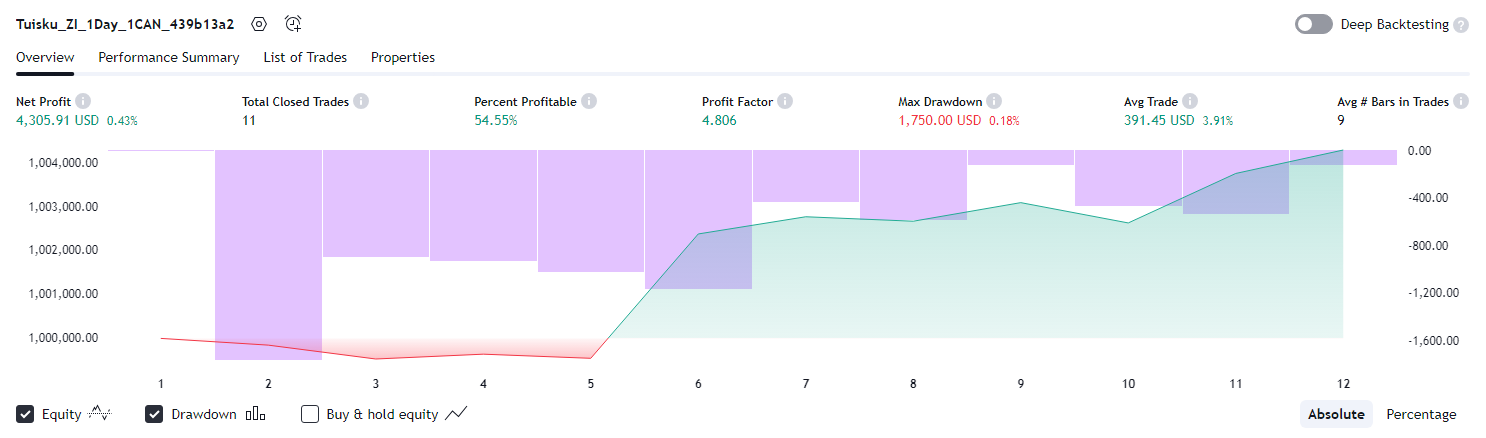 Tuisku_ZI_1Day_1CAN_439b13a2
Deep Backtesting ?
Overview Performance Summary List of Trades Properties
Net Profit i Total Closed Trades i Percent Profitable i Profit Factor i Max Drawdown i Avg Trade i Avg # Bars in Trades i
4,305.91 USD 0.43% 11 54.55% 4.806 1,750.00 USD 0.18% 391.45 USD 3.91% 9
1,004,000.00 0.00
1,003,000.00 -400.00
1,002,000.00 -800.00
1,001,000.00 -1,200.00
1,000,000.00 -1,600.00
1 2 3 4 5 6 7 8 9 10 11 12
Equity Drawdown Buy & hold equity Absolute Percentage